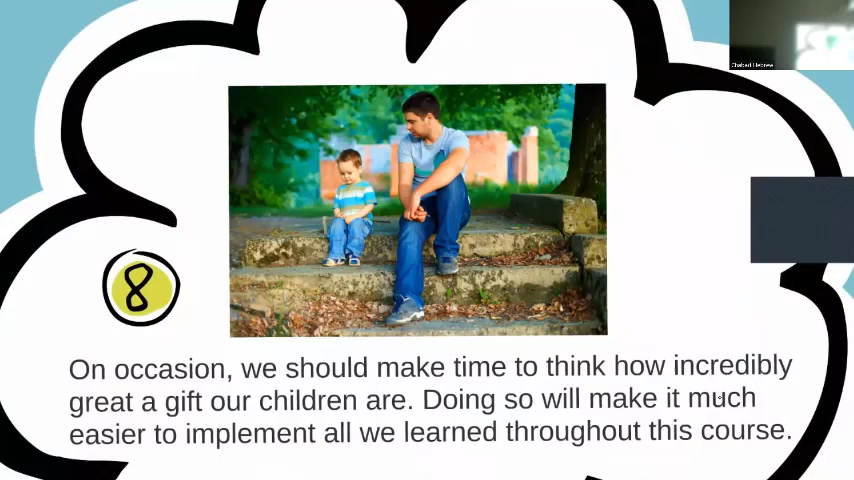 Chabad Hebrew
8
On occasion, we should make time to think how incredibly
great a gift our children are. Doing so will make it much
easier to implement all we learned throughout this course.